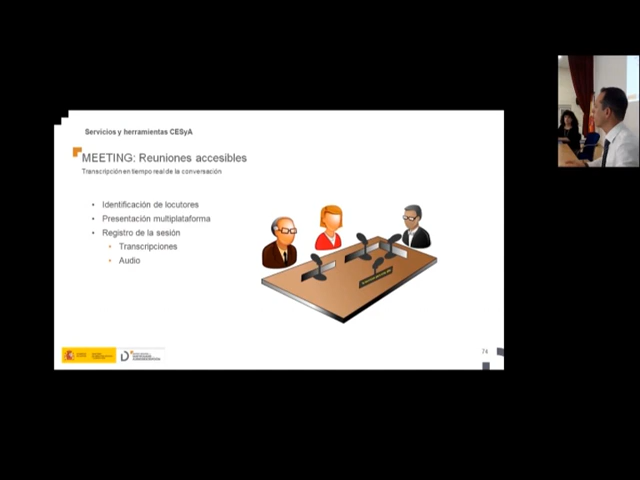 Servicios y herramientas CESyA
MEETING: Reuniones accesibles
Transcripción en tiempo real de la conversación
• Identificación de locutores
• Presentación multiplataforma
• Registro de la sesión
• Transcripciones
• Audio
74